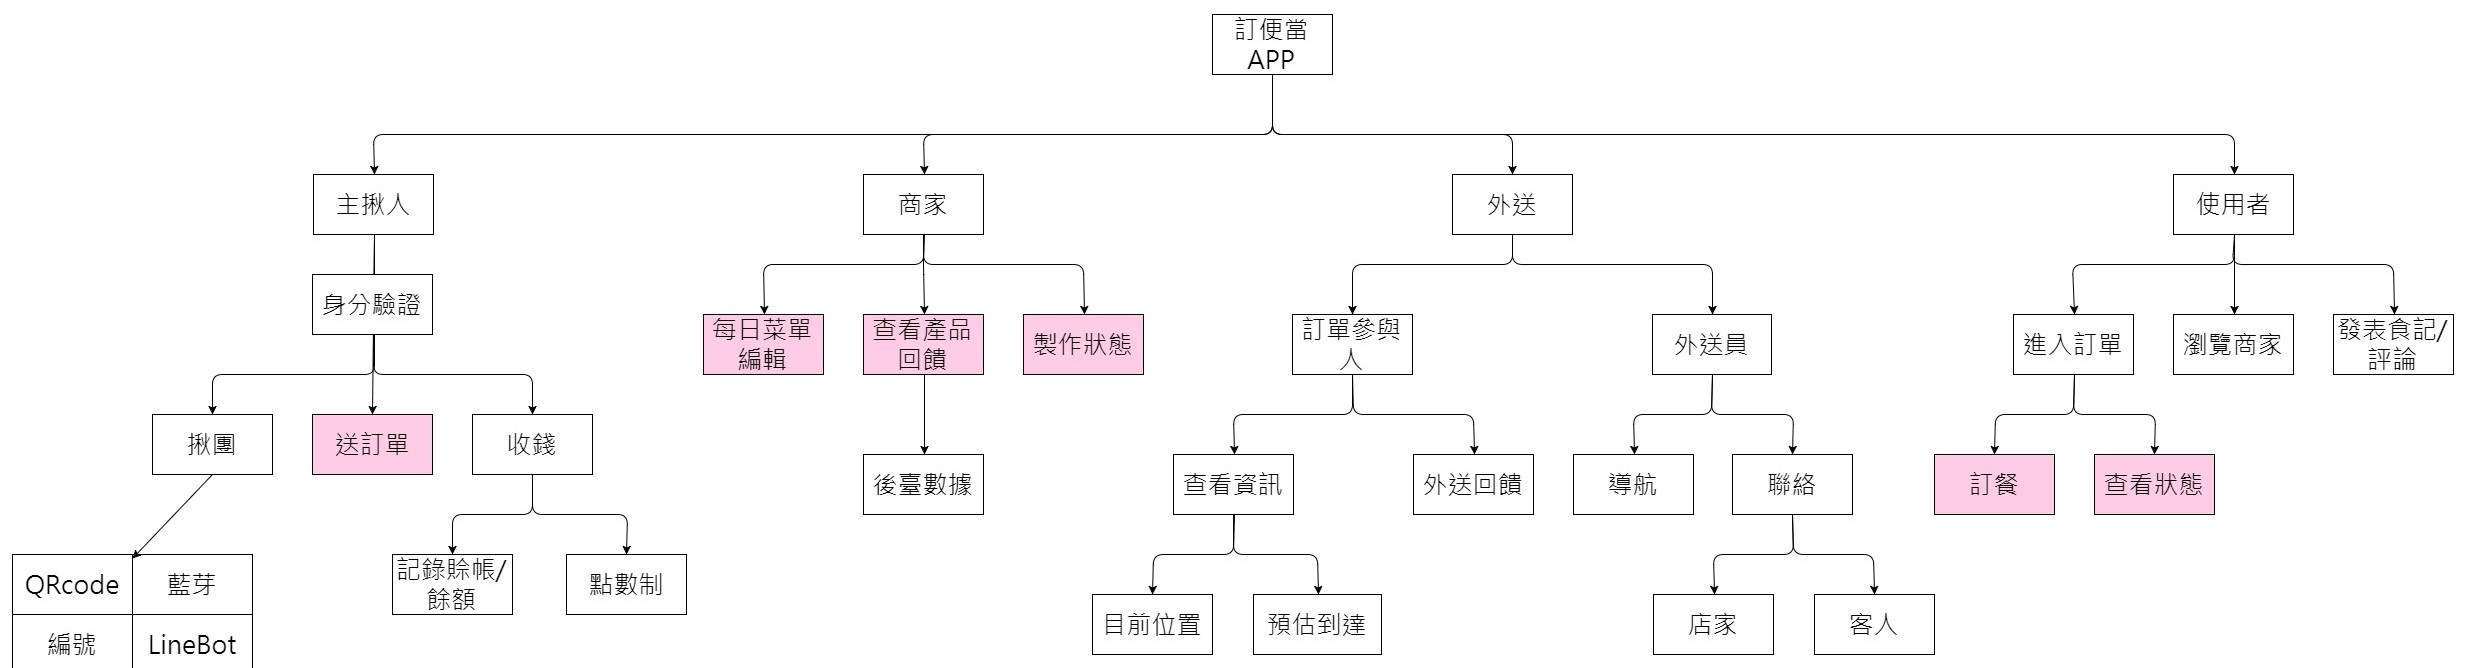 訂便當
APP
主揪人
商家
外送
使用者
身分驗證
每日菜單
編輯
查看產品
回饋
製作狀態
訂單參與
人
外送員
進入訂單
瀏覽商家
發表食記/
評論
揪團
送訂單
收錢
後臺數據
查看資訊
外送回饋
導航
聯絡
訂餐
查看狀態
QRcode
藍芽
記錄賒帳/
餘額
點數制
目前位置
預估到達
店家
客人
編號
LineBot